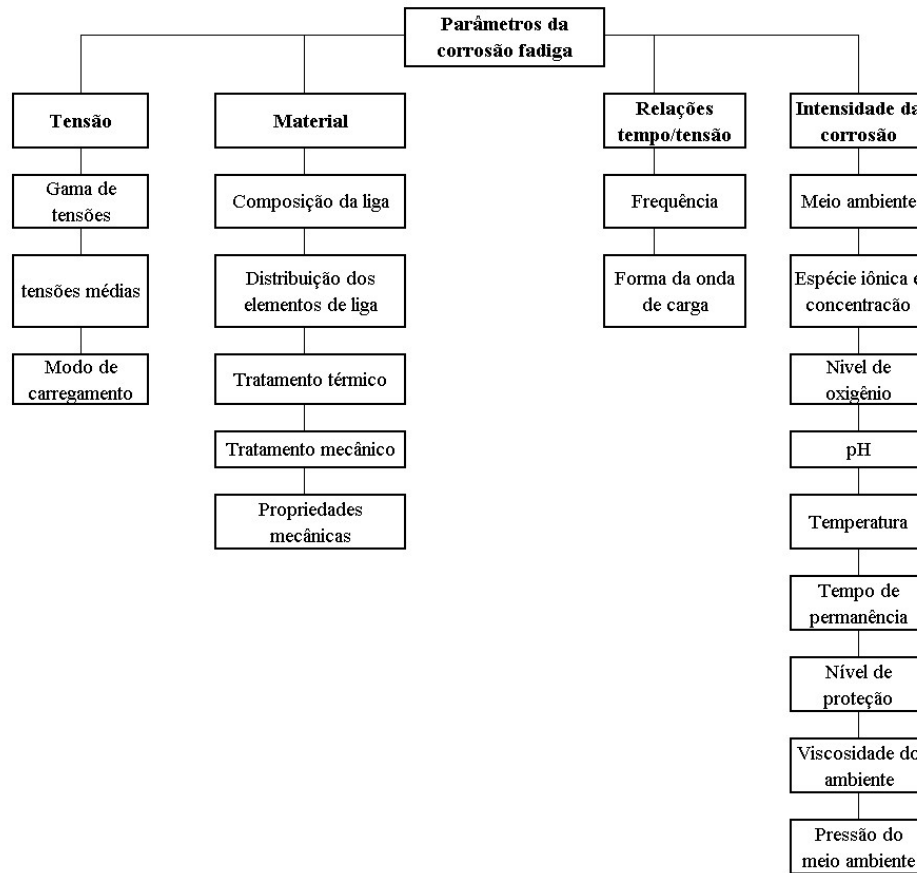 Parâmetros da
corrosão fadiga
Tensão
Gama de
tensões
tensões médias
Modo de
carregamento
Material
Composição da liga
Distribuição dos
elementos de liga
Tratamento térmico
Tratamento mecânico
Propriedades
mecânicas
Relações
tempo/tensão
Frequência
Forma da onda
de carga
Intensidade da
corrosão
Meio ambiente
Espécie iônica e
concentracão
Nivel de
oxigênio
pH
Temperatura
Tempo de
permanência
Nível de
proteção
Viscosidade do
ambiente
Pressão do
meio ambiente